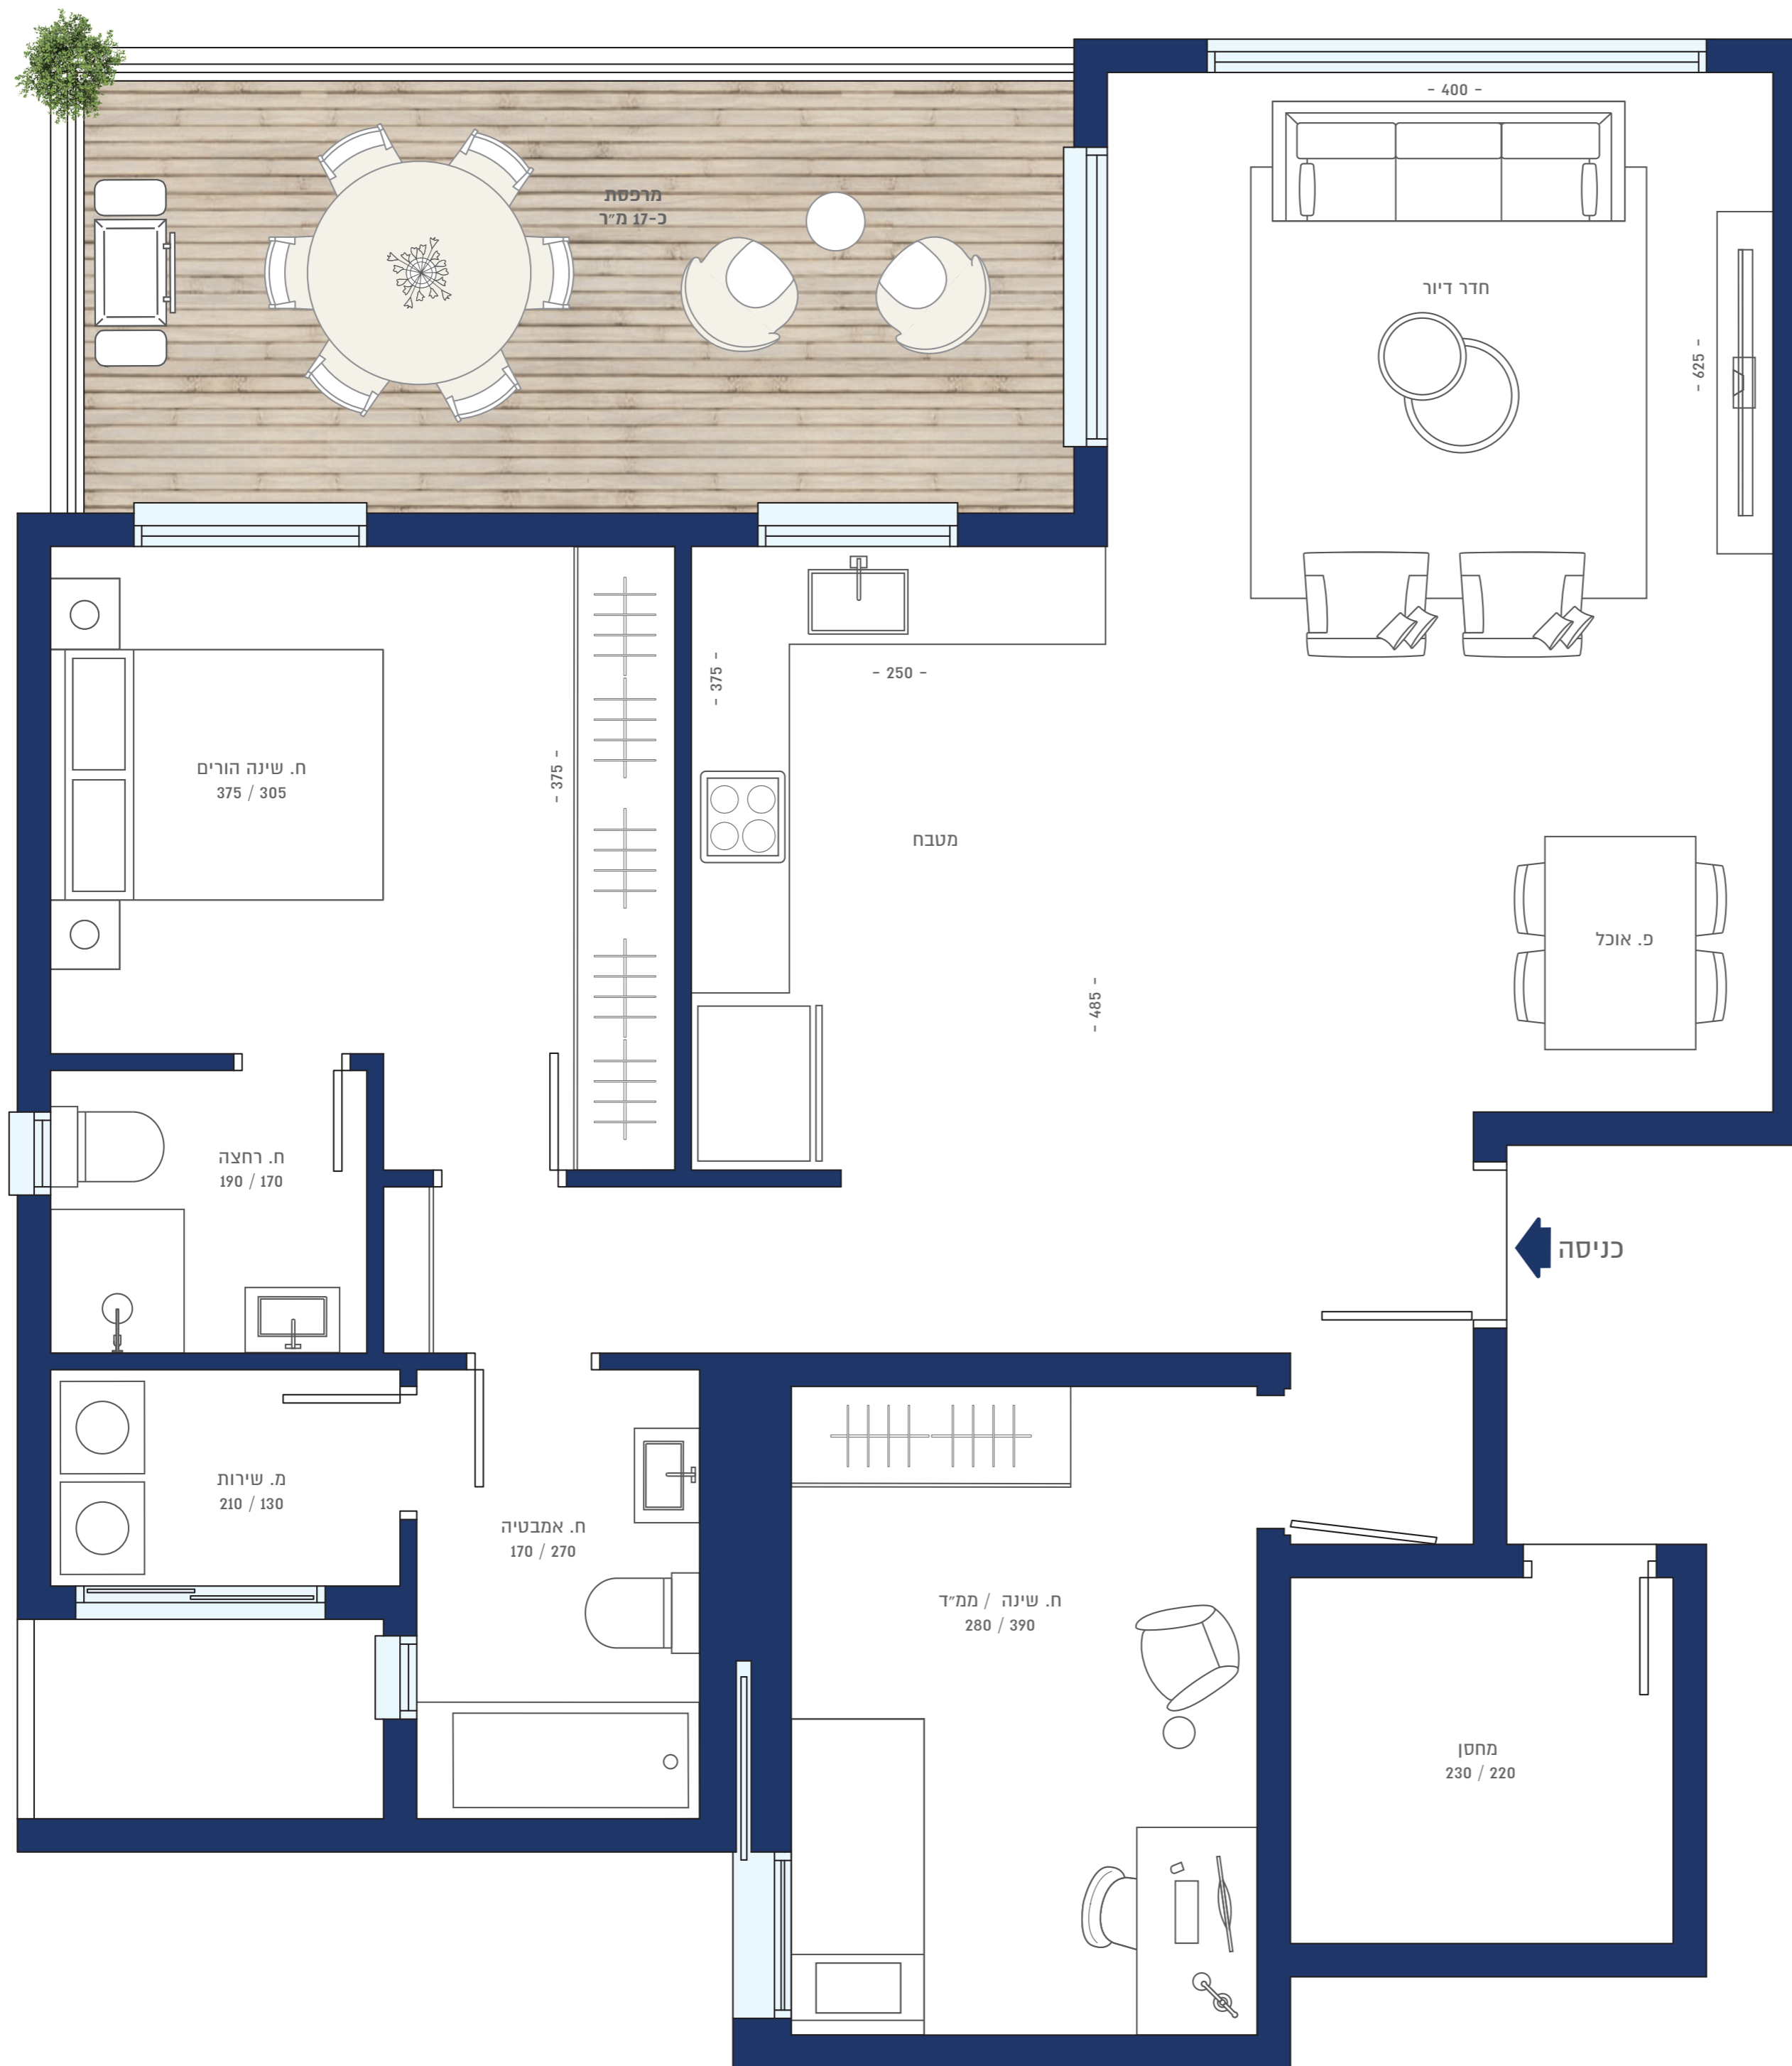 - 400 -
מרפסת
כ-17 מ״ר
חדר דיור
- 625 -
- 375 -
- 250 -
ח. שינה הורים
375 / 305
- 375 -
מטבח
פ. אוכל
- 485 -
ח. רחצה
190 / 170
כניסה
מ. שירות
210 / 130
ח. אמבטיה
170 / 270
ח. שינה / ממ״ד
280 / 390
מחסן
230 / 220